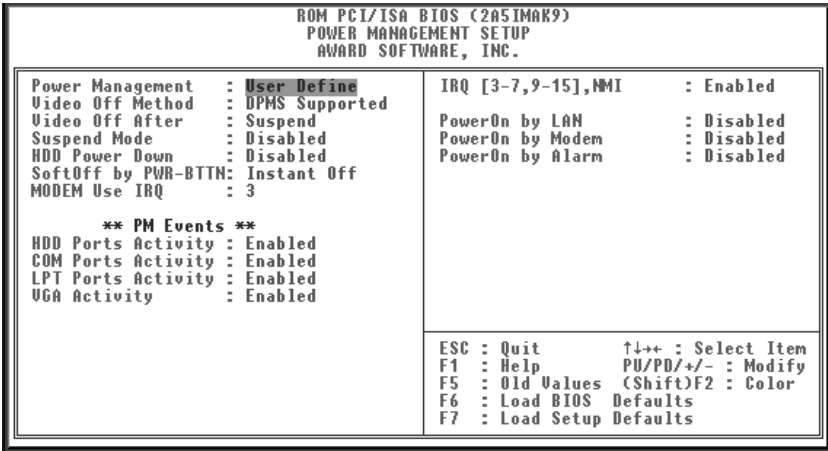 ROM PCI/ISA BIOS (2A5IMAK9)
POWER MANAGEMENT SETUP
AWARD SOFTWARE, INC.
Power Management : User Define
Video Off Method : DPMS Supported
Video Off After : Suspend
Suspend Mode : Disabled
HDD Power Down : Disabled
SoftOff by PWR-BTTN: Instant Off
MODEM Use IRQ : 3
** PM Events **
HDD Ports Activity : Enabled
COM Ports Activity : Enabled
LPT Ports Activity : Enabled
VGA Activity : Enabled
IRQ [3-7,9-15],NMI : Enabled
PowerOn by LAN : Disabled
PowerOn by Modem : Disabled
PowerOn by Alarm : Disabled
ESC : Quit ↑↓→← : Select Item
F1 : Help PU/PD/+/- : Modify
F5 : Old Values (Shift)F2 : Color
F6 : Load BIOS Defaults
F7 : Load Setup Defaults